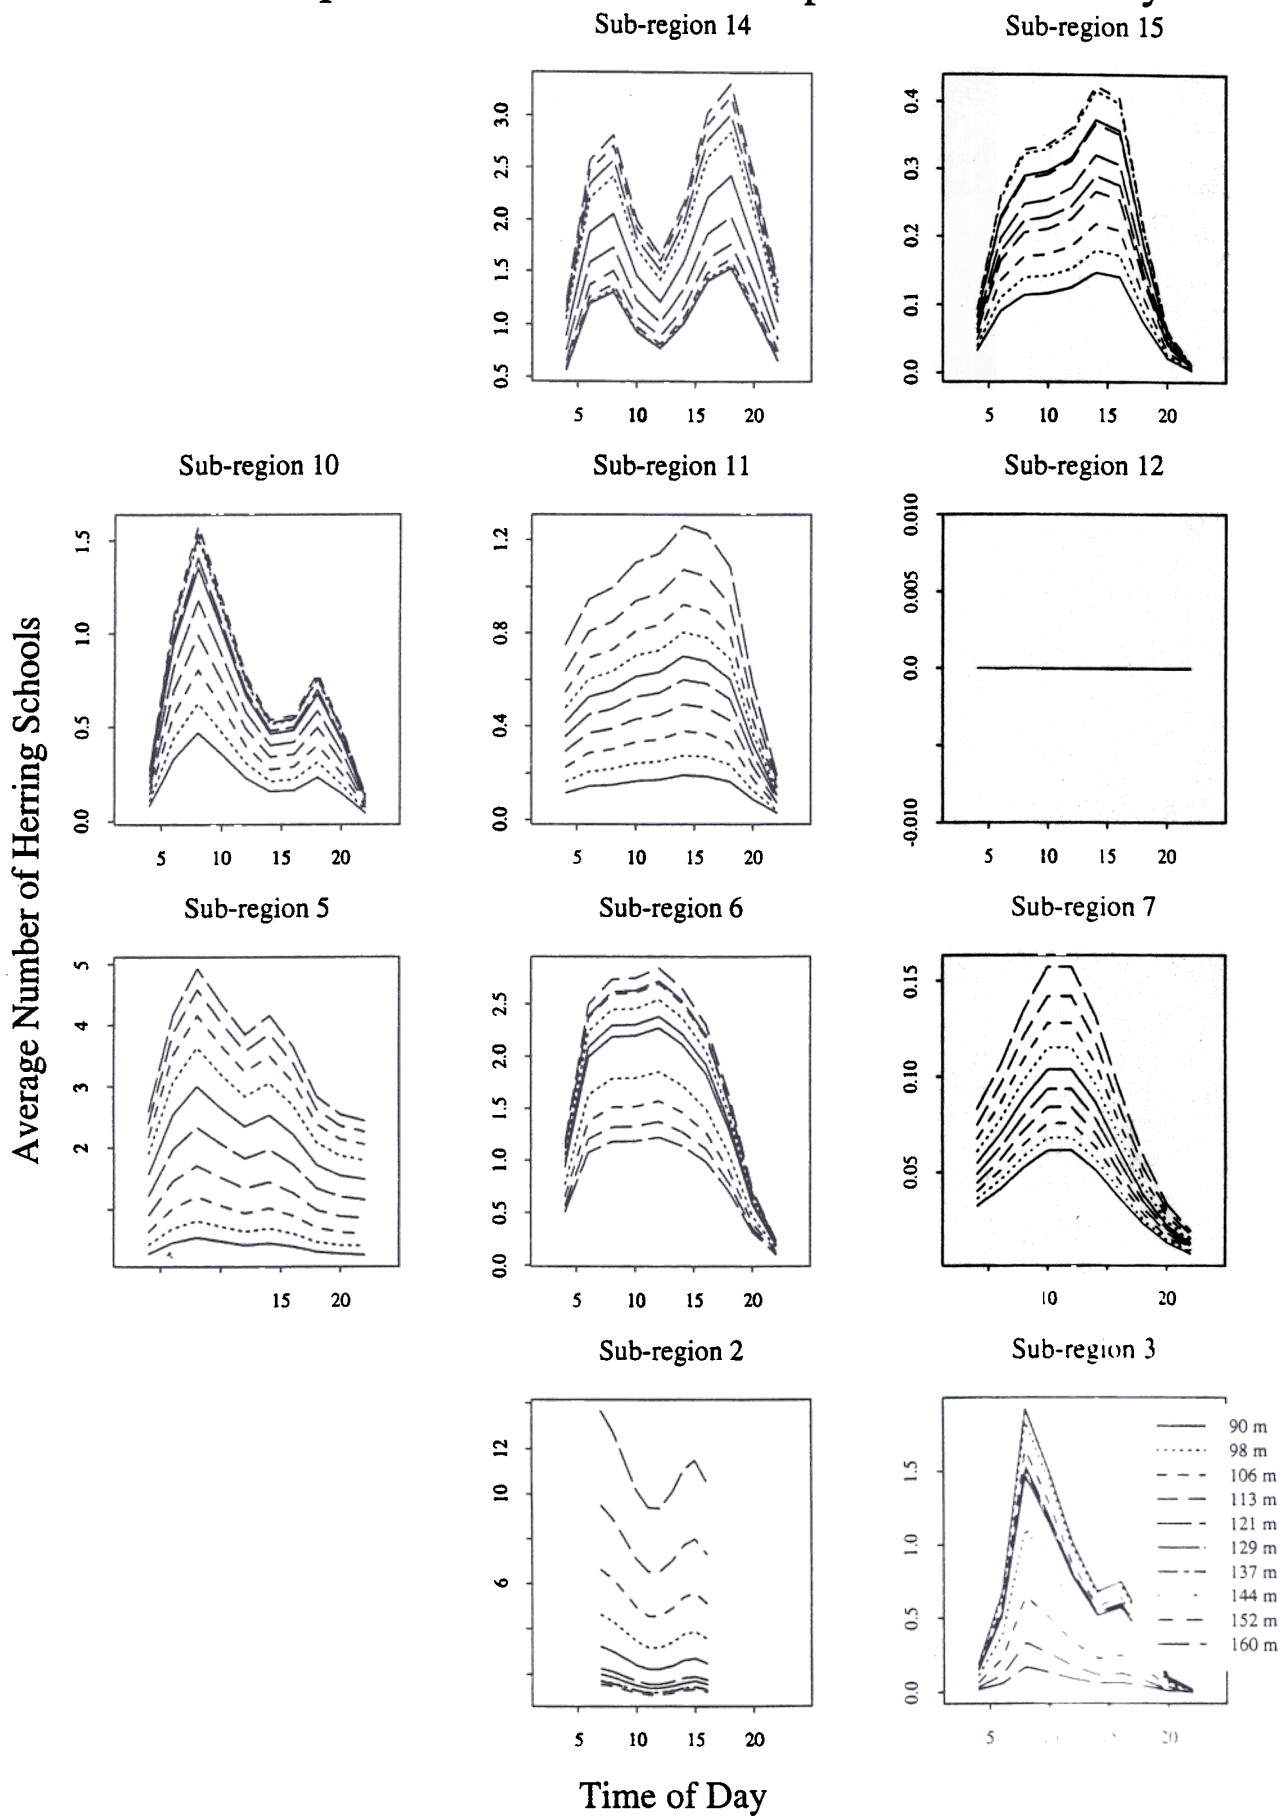 Sub-region 14
Sub-region 15
3.0
2.5
2.0
1.5
1.0
0.5
5 10 15 20
0.4
0.3
0.2
0.1
0.0
5 10 15 20
Sub-region 10
Sub-region 11
Sub-region 12
1.5
1.0
0.5
0.0
5 10 15 20
1.2
0.8
0.4
0.0
5 10 15 20
0.010
0.005
0.0
-0.010
5 10 15 20
Average Number of Herring Schools
Sub-region 5
Sub-region 6
Sub-region 7
5
4
3
2
15 20
2.5
2.0
1.5
1.0
0.5
0.0
5 10 15 20
0.15
0.10
0.05
10 20
Sub-region 2
Sub-region 3
12
10
6
5 10 15 20
1.5
1.0
0.5
0.0
5 20
90 m
98 m
106 m
113 m
121 m
129 m
137 m
144 m
152 m
160 m
Time of Day